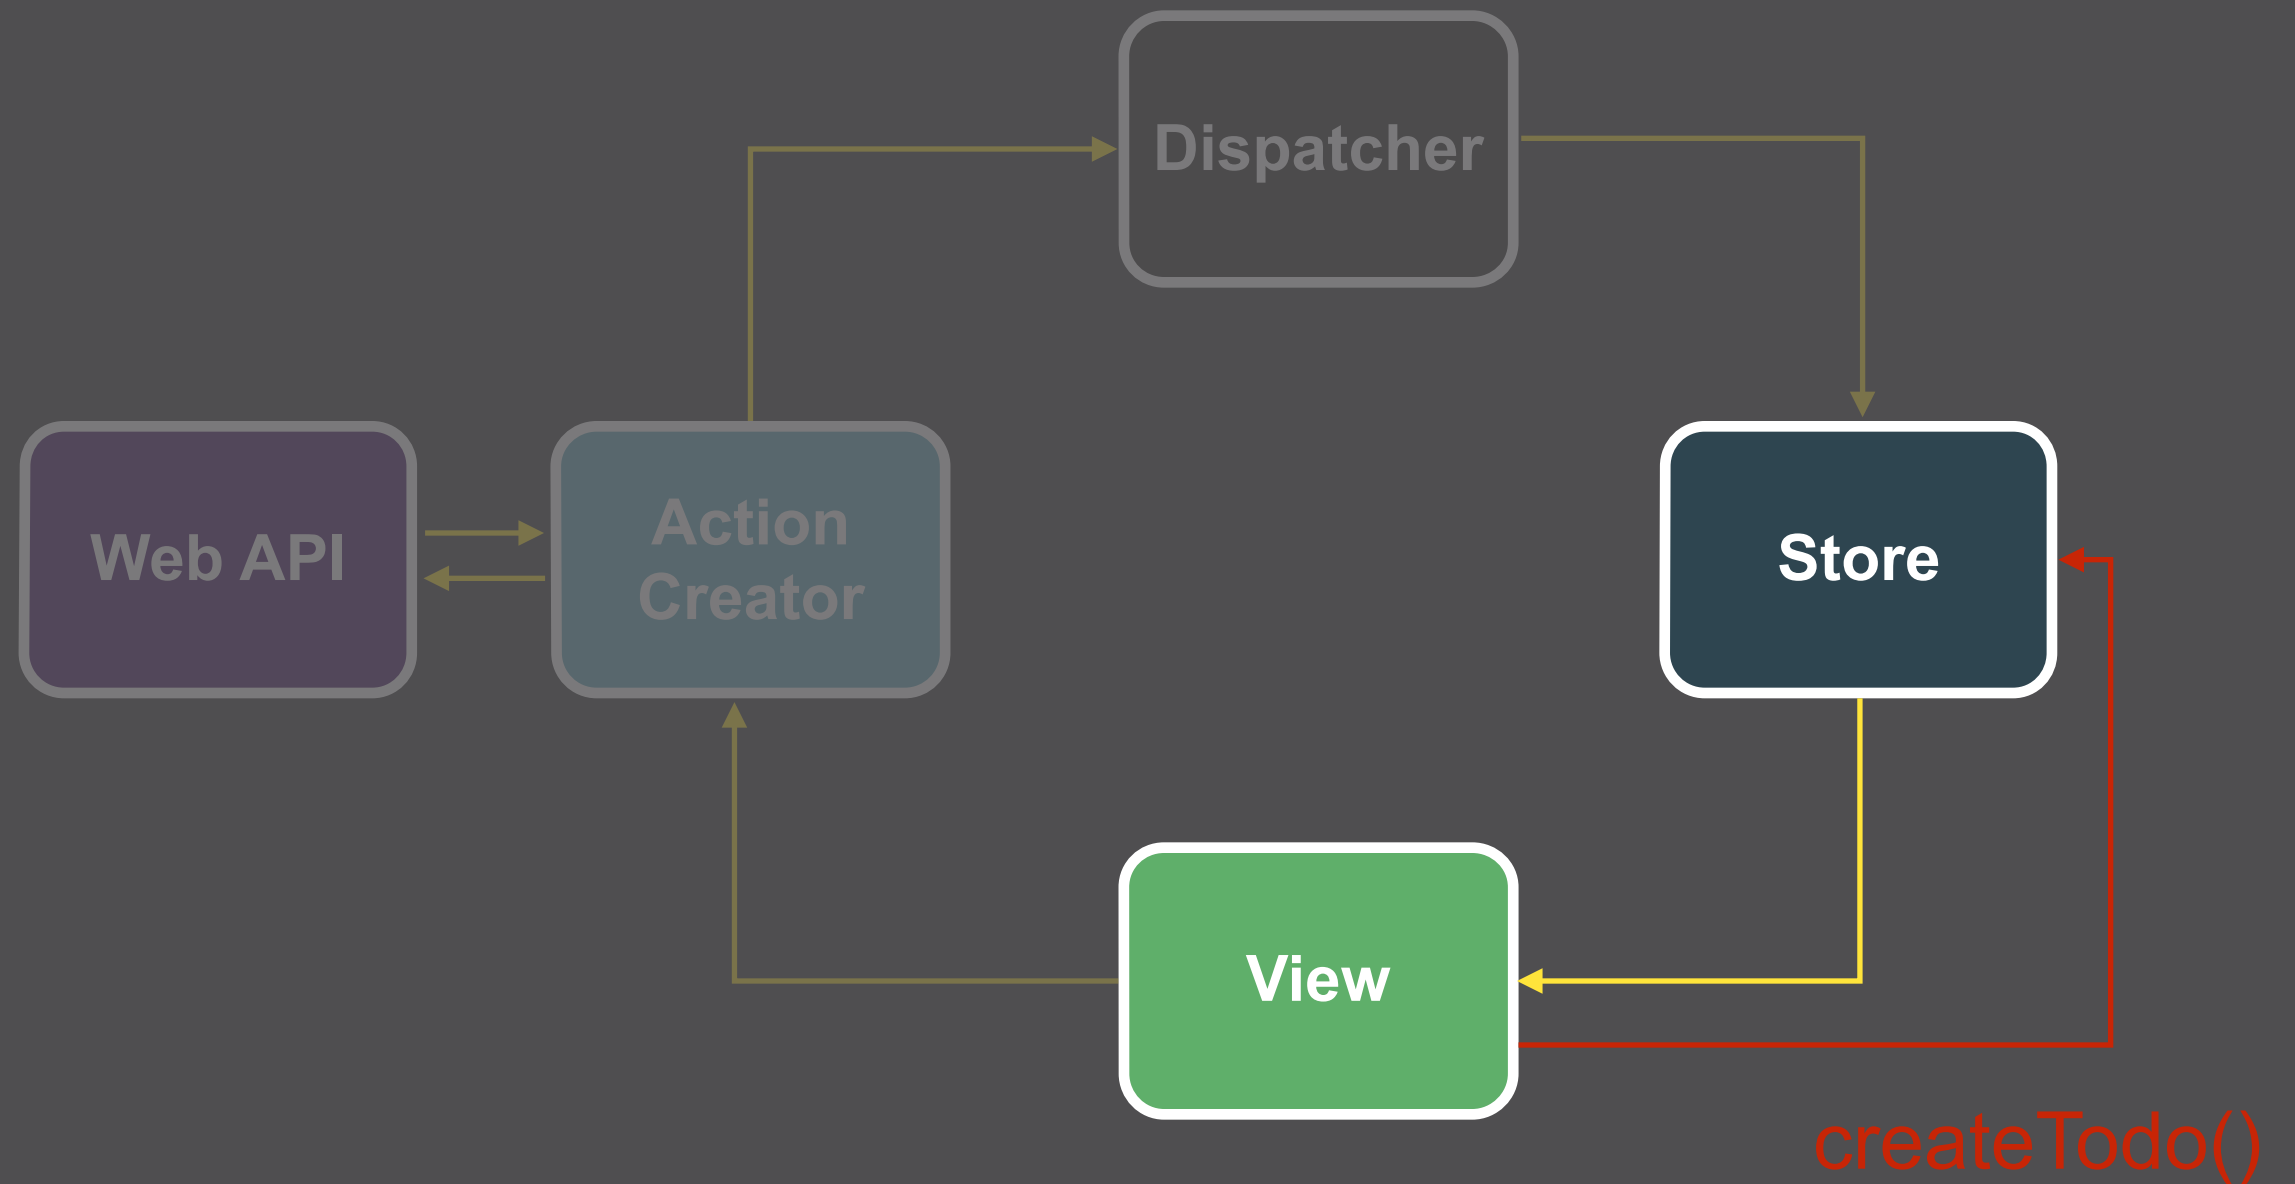 Dispatcher
Web API
Action
Creator
Store
View
createTodo()